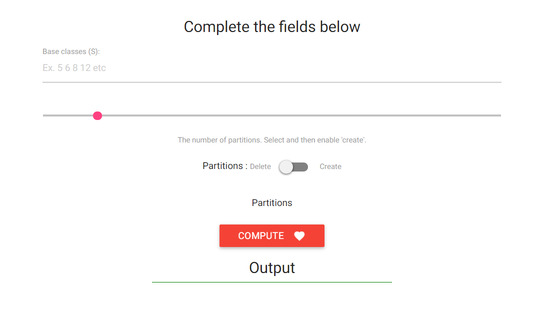 Complete the fields below
Base classes (S):
Ex: 5 6 8 12 etc
The number of partitions. Select and then enable 'create'.
Partitions : Delete Create
Partitions
COMPUTE
Output